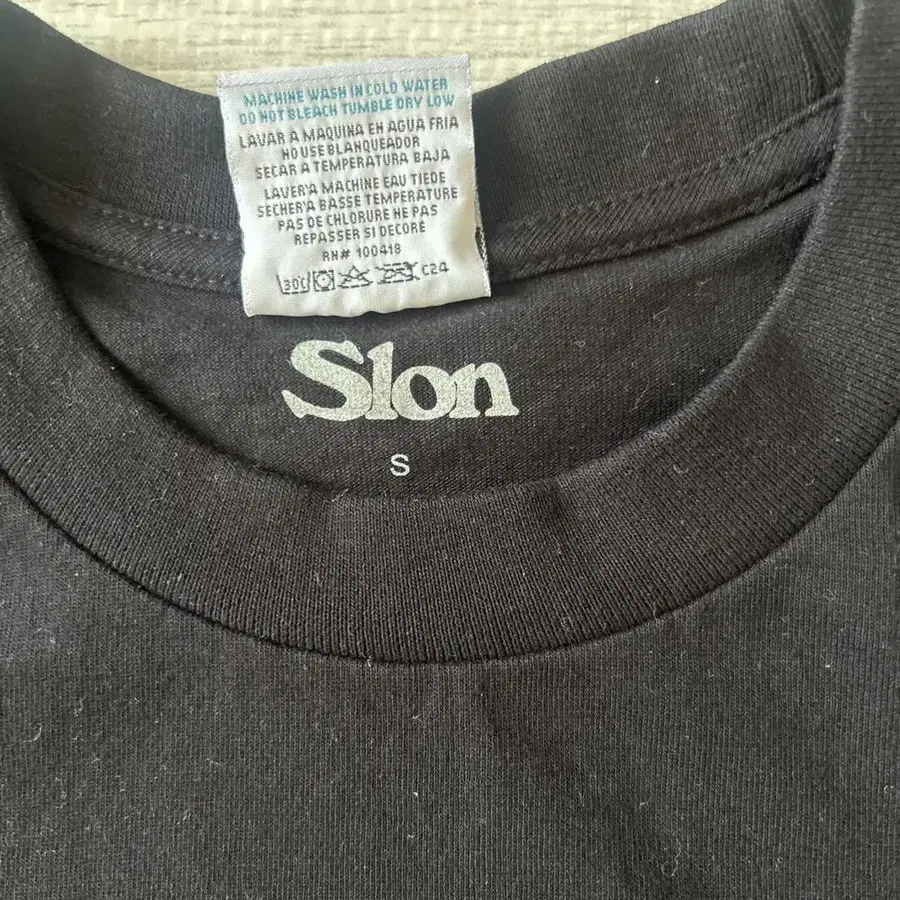 MACHINE WASH IN COLD WATER
DO NOT BLEACH TUMBLE DRY LOW
LAVAR A MAQUINA EN AGUA FRIA
NO USE BLANQUEADOR
SECAR A TEMPERATURA BAJA
LAVER'A MACHINE EAU TIEDE
SECHER'A BASSE TEMPERATURE
PAS DE CHLORURE NE PAS
REPASSER SI DECORÉ
RN# 100418
30C C24
Slon
S